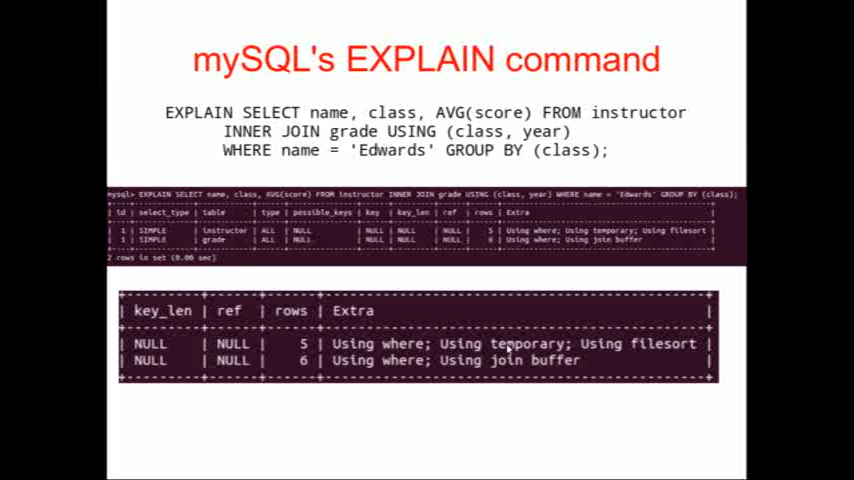 mySQL's EXPLAIN command
EXPLAIN SELECT name, class, AVG(score) FROM instructor
INNER JOIN grade USING (class, year)
WHERE name = 'Edwards' GROUP BY (class);
mysql> EXPLAIN SELECT name, class, AVG(score) FROM instructor INNER JOIN grade USING (class, year) WHERE name = 'Edwards' GROUP BY (class);
| id | select_type | table | type | possible_keys | key | key_len | ref | rows | Extra |
| 1 | SIMPLE | instructor | ALL | NULL | NULL | NULL | NULL | 5 | Using where; Using temporary; Using filesort |
| 1 | SIMPLE | grade | ALL | NULL | NULL | NULL | NULL | 6 | Using where; Using join buffer |
2 rows in set (0.00 sec)
| key_len | ref | rows | Extra |
| NULL | NULL | 5 | Using where; Using temporary; Using filesort |
| NULL | NULL | 6 | Using where; Using join buffer |